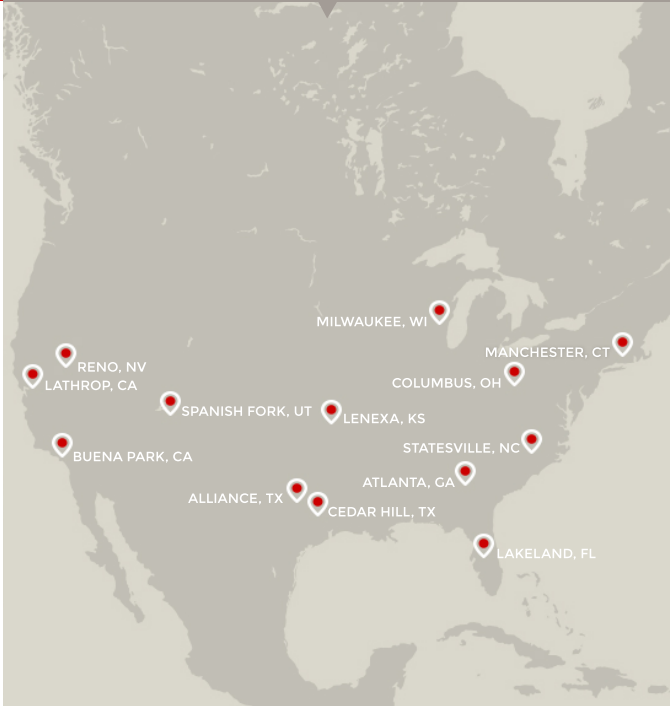 MILWAUKEE, WI
MANCHESTER, CT
RENO, NV
LATHROP, CA
COLUMBUS, OH
SPANISH FORK, UT
LENEXA, KS
STATESVILLE, NC
BUENA PARK, CA
ATLANTA, GA
ALLIANCE, TX
CEDAR HILL, TX
LAKELAND, FL